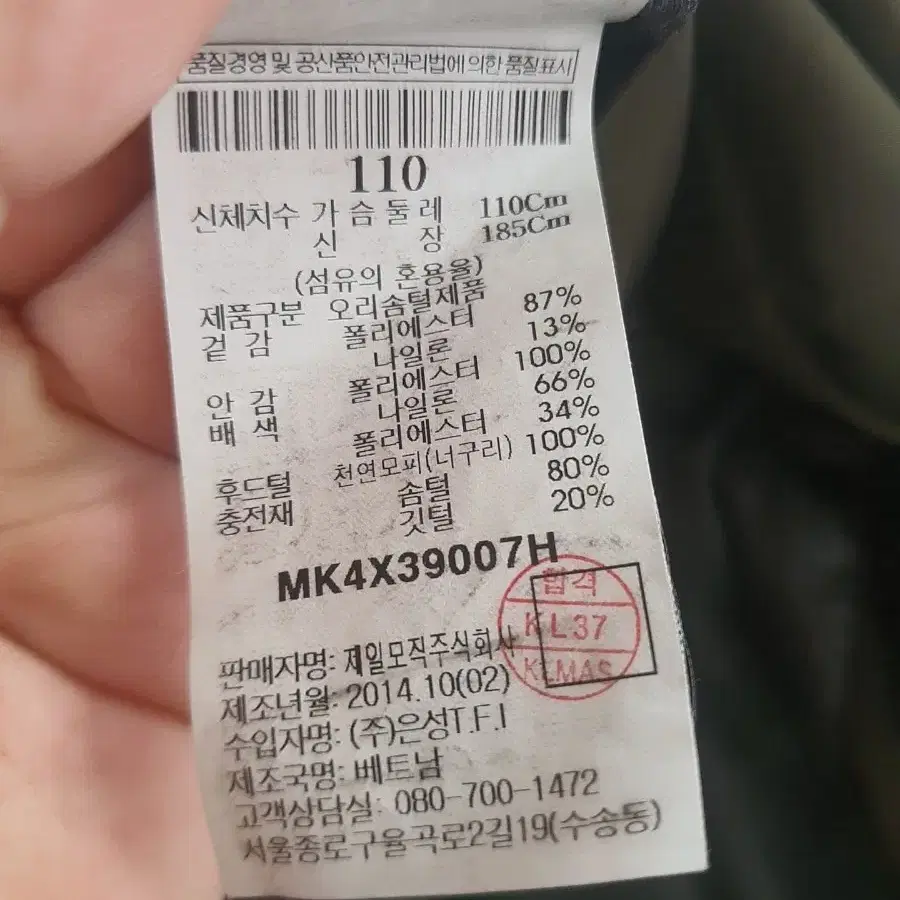 품질경영 및 공산품안전관리법에 의한 품질표시
110
신체치수 가 슴 둘 레 110Cm
신 장 185Cm
(섬유의 혼용율)
제품구분 오리솜털제품
겉 감 폴리에스터 87%
나일론 13%
안 감 폴리에스터 100%
배 색 나일론 66%
폴리에스터 34%
후드털 천연모피(너구리) 100%
충전재 솜털 80%
깃털 20%
MK4X39007H
합격
KL37
KLMAS
판매자명: 제일모직주식회사
제조년월: 2014.10(02)
수입자명: (주)은성T.F.I
제조국명: 베트남
고객상담실: 080-700-1472
서울종로구율곡로2길19(수송동)